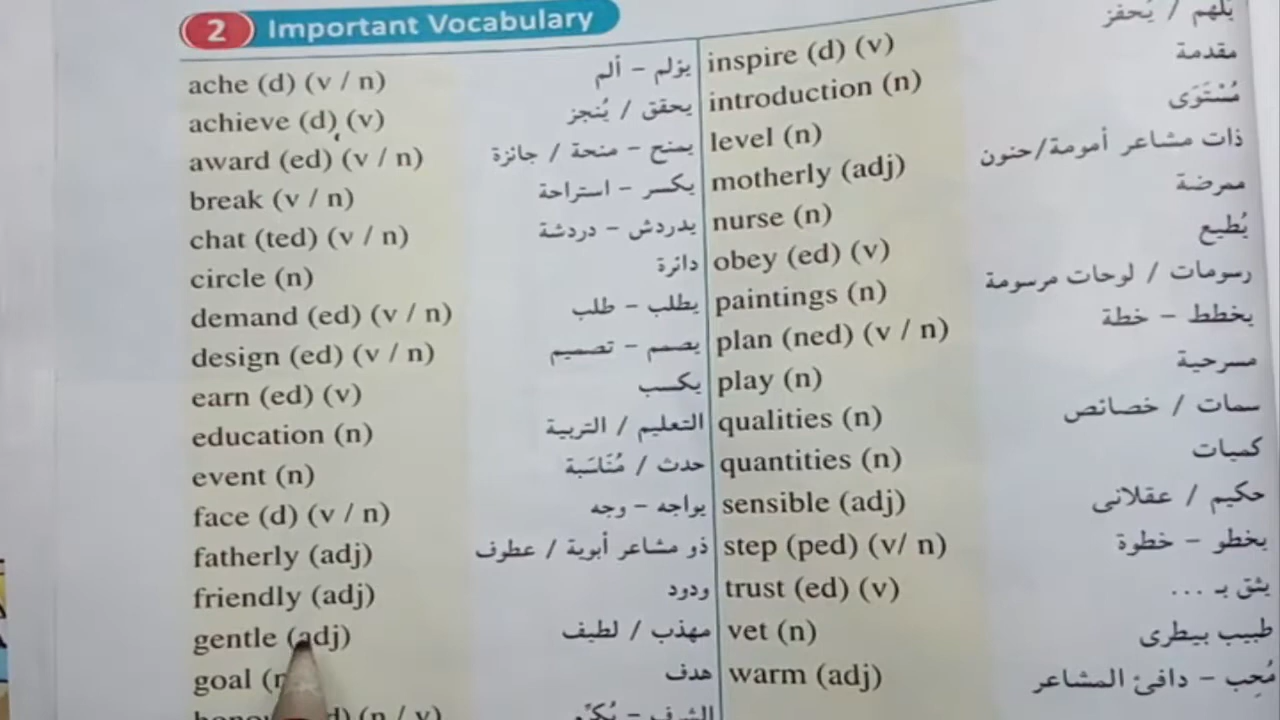 2 Important Vocabulary
ache (d) (v / n) يؤلم - ألم
achieve (d) (v) يحقق / يُنجز
award (ed) (v / n) يمنح - منحة / جائزة
break (v / n) يكسر - استراحة
chat (ted) (v / n) يدردش - دردشة
circle (n) دائرة
demand (ed) (v / n) يطلب - طلب
design (ed) (v / n) يصمم - تصميم
earn (ed) (v) يكسب
education (n) التعليم / التربية
event (n) حدث / مُنَاسَبة
face (d) (v / n) يواجه - وجه
fatherly (adj) ذو مشاعر أبوية / عطوف
friendly (adj) ودود
gentle (adj) مهذب / لطيف
goal هدف
الشرف - يُكرِّم
inspire (d) (v) يُلهم / يُحفز
introduction (n) مقدمة
level (n) مُسْتَوَى
motherly (adj) ذات مشاعر أمومة/حنون
nurse (n) ممرضة
obey (ed) (v) يُطيع
paintings (n) رسومات / لوحات مرسومة
plan (ned) (v / n) يخطط - خطة
play (n) مسرحية
qualities (n) سمات / خصائص
quantities (n) كميات
sensible (adj) حكيم / عقلانى
step (ped) (v/ n) يخطو - خطوة
trust (ed) (v) يثق بـ ...
vet (n) طبيب بيطرى
warm (adj) مُحِب - دافئ المشاعر